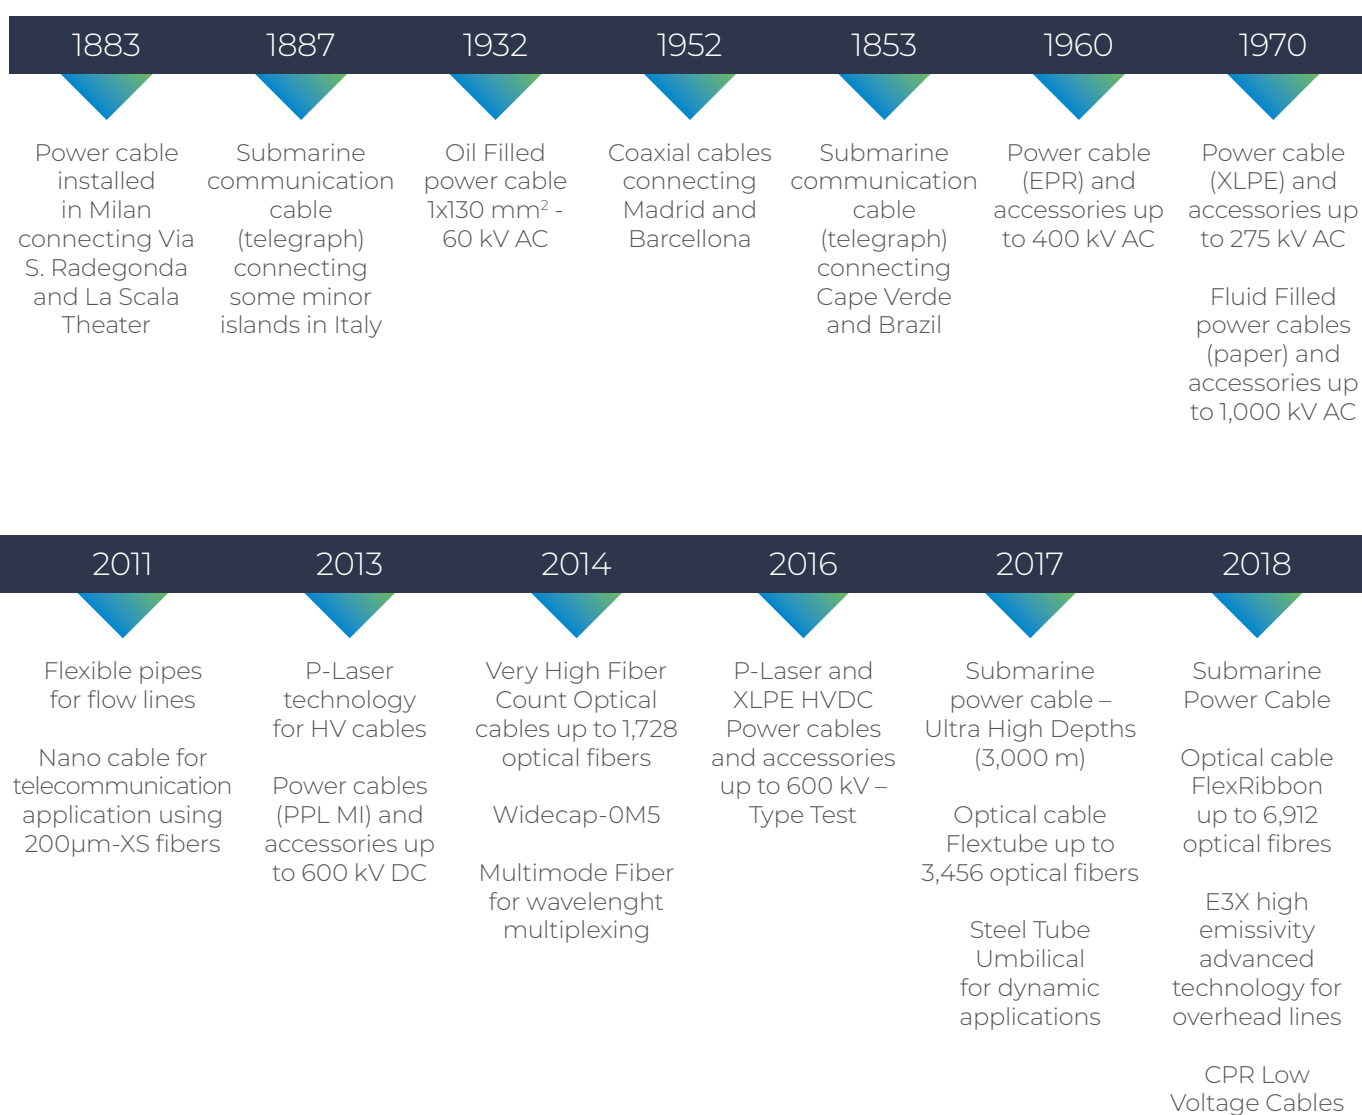 1883
Power cable
installed
in Milan
connecting Via
S. Radegonda
and La Scala
Theater
1887
Submarine
communication
cable
(telegraph)
connecting
some minor
islands in Italy
1932
Oil Filled
power cable
1x130 mm² -
60 kV AC
1952
Coaxial cables
connecting
Madrid and
Barcellona
1853
Submarine
communication
cable
(telegraph)
connecting
Cape Verde
and Brazil
1960
Power cable
(EPR) and
accessories up
to 400 kV AC
1970
Power cable
(XLPE) and
accessories up
to 275 kV AC
Fluid Filled
power cables
(paper) and
accessories up
to 1,000 kV AC
2011
Flexible pipes
for flow lines
Nano cable for
telecommunication
application using
200µm-XS fibers
2013
P-Laser
technology
for HV cables
Power cables
(PPL MI) and
accessories up
to 600 kV DC
2014
Very High Fiber
Count Optical
cables up to 1,728
optical fibers
Widecap-0M5
Multimode Fiber
for wavelenght
multiplexing
2016
P-Laser and
XLPE HVDC
Power cables
and accessories
up to 600 kV –
Type Test
2017
Submarine
power cable –
Ultra High Depths
(3,000 m)
Optical cable
Flextube up to
3,456 optical fibers
Steel Tube
Umbilical
for dynamic
applications
2018
Submarine
Power Cable
Optical cable
FlexRibbon
up to 6,912
optical fibres
E3X high
emissivity
advanced
technology for
overhead lines
CPR Low
Voltage Cables